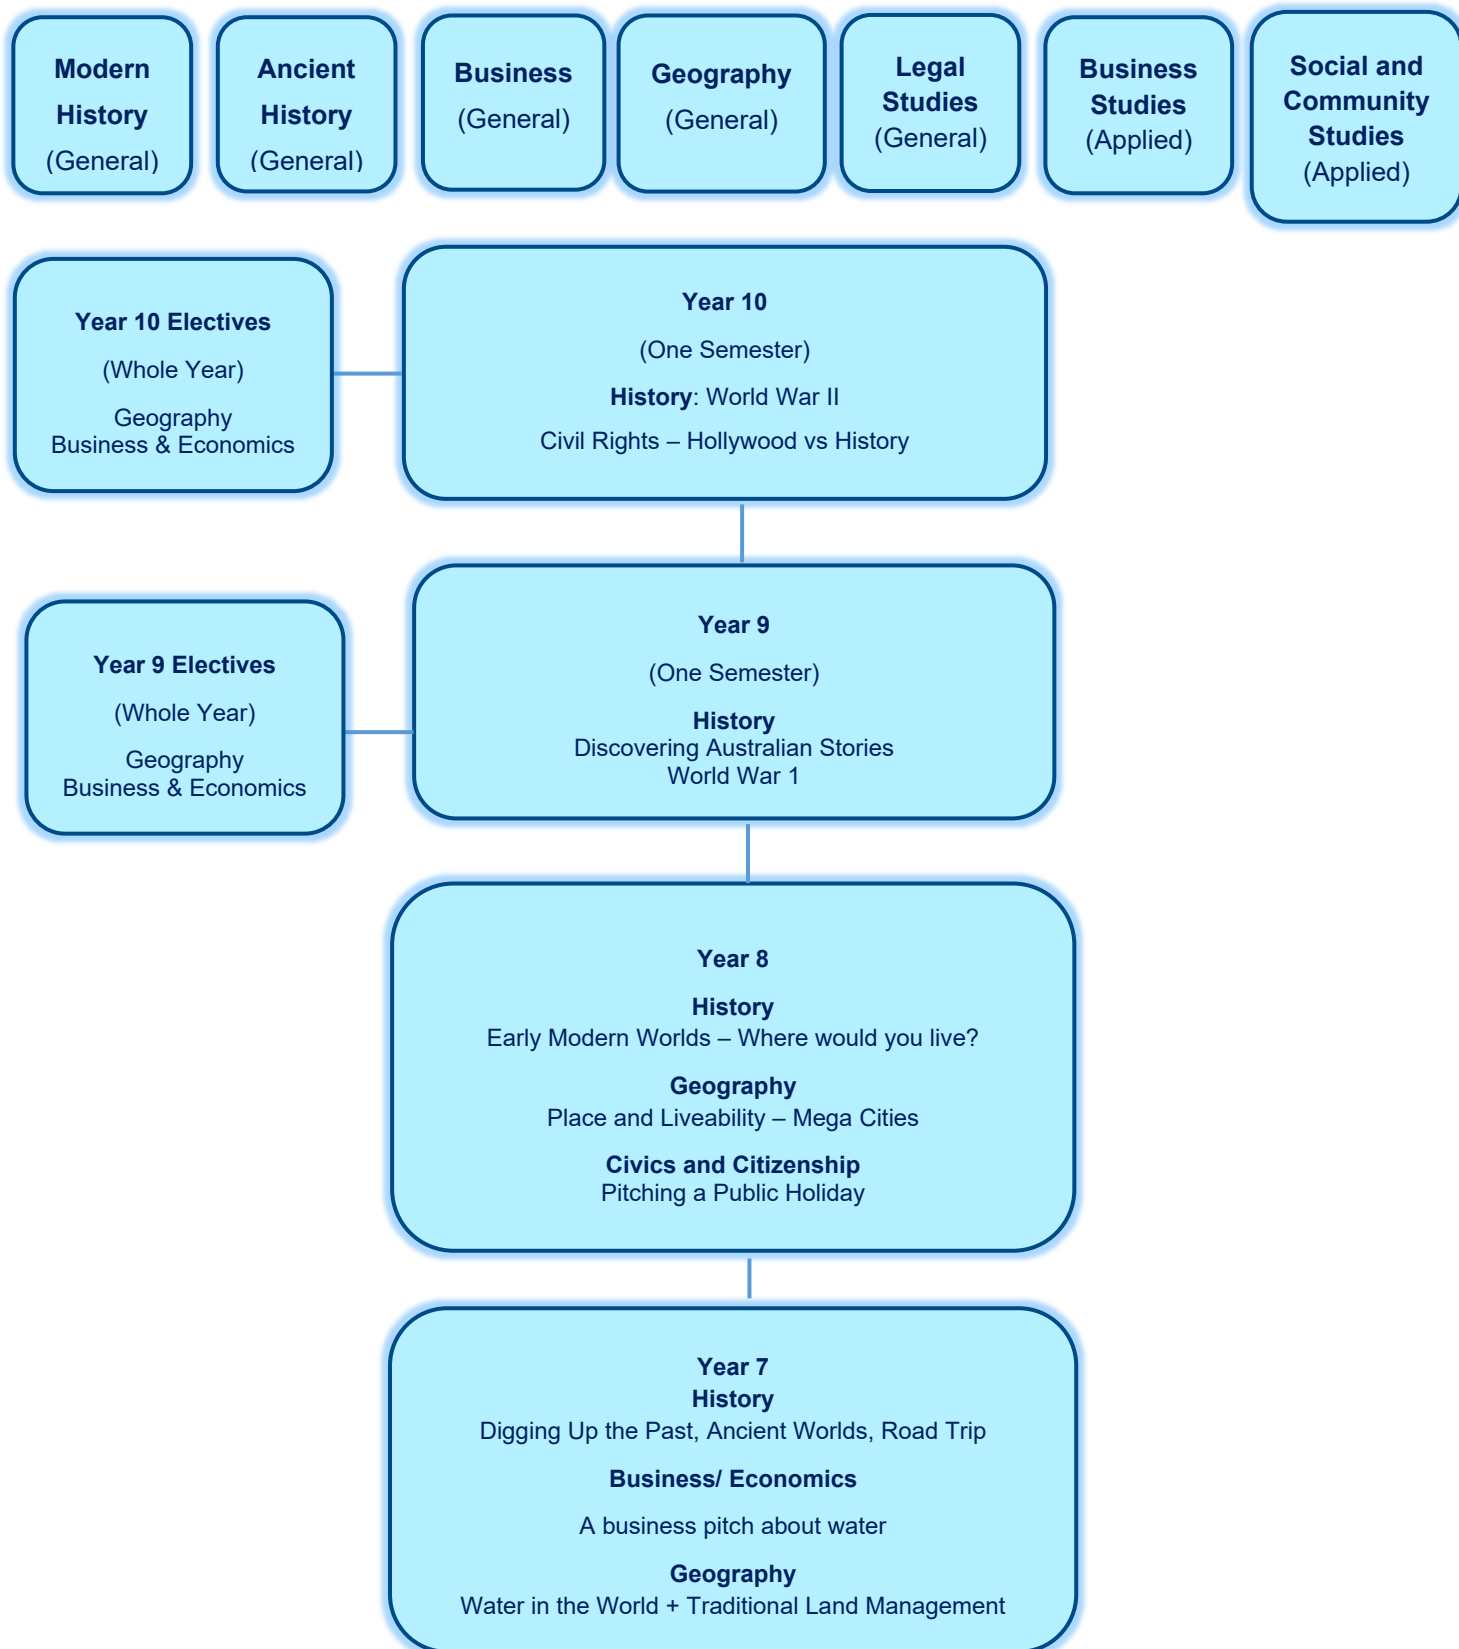 Modern
History
(General)
Ancient
History
(General)
Business
(General)
Geography
(General)
Legal
Studies
(General)
Business
Studies
(Applied)
Social and
Community
Studies
(Applied)
Year 10 Electives
(Whole Year)
Geography
Business & Economics
Year 10
(One Semester)
History: World War II
Civil Rights – Hollywood vs History
Year 9 Electives
(Whole Year)
Geography
Business & Economics
Year 9
(One Semester)
History
Discovering Australian Stories
World War 1
Year 8
History
Early Modern Worlds – Where would you live?
Geography
Place and Liveability – Mega Cities
Civics and Citizenship
Pitching a Public Holiday
Year 7
History
Digging Up the Past, Ancient Worlds, Road Trip
Business/ Economics
A business pitch about water
Geography
Water in the World + Traditional Land Management